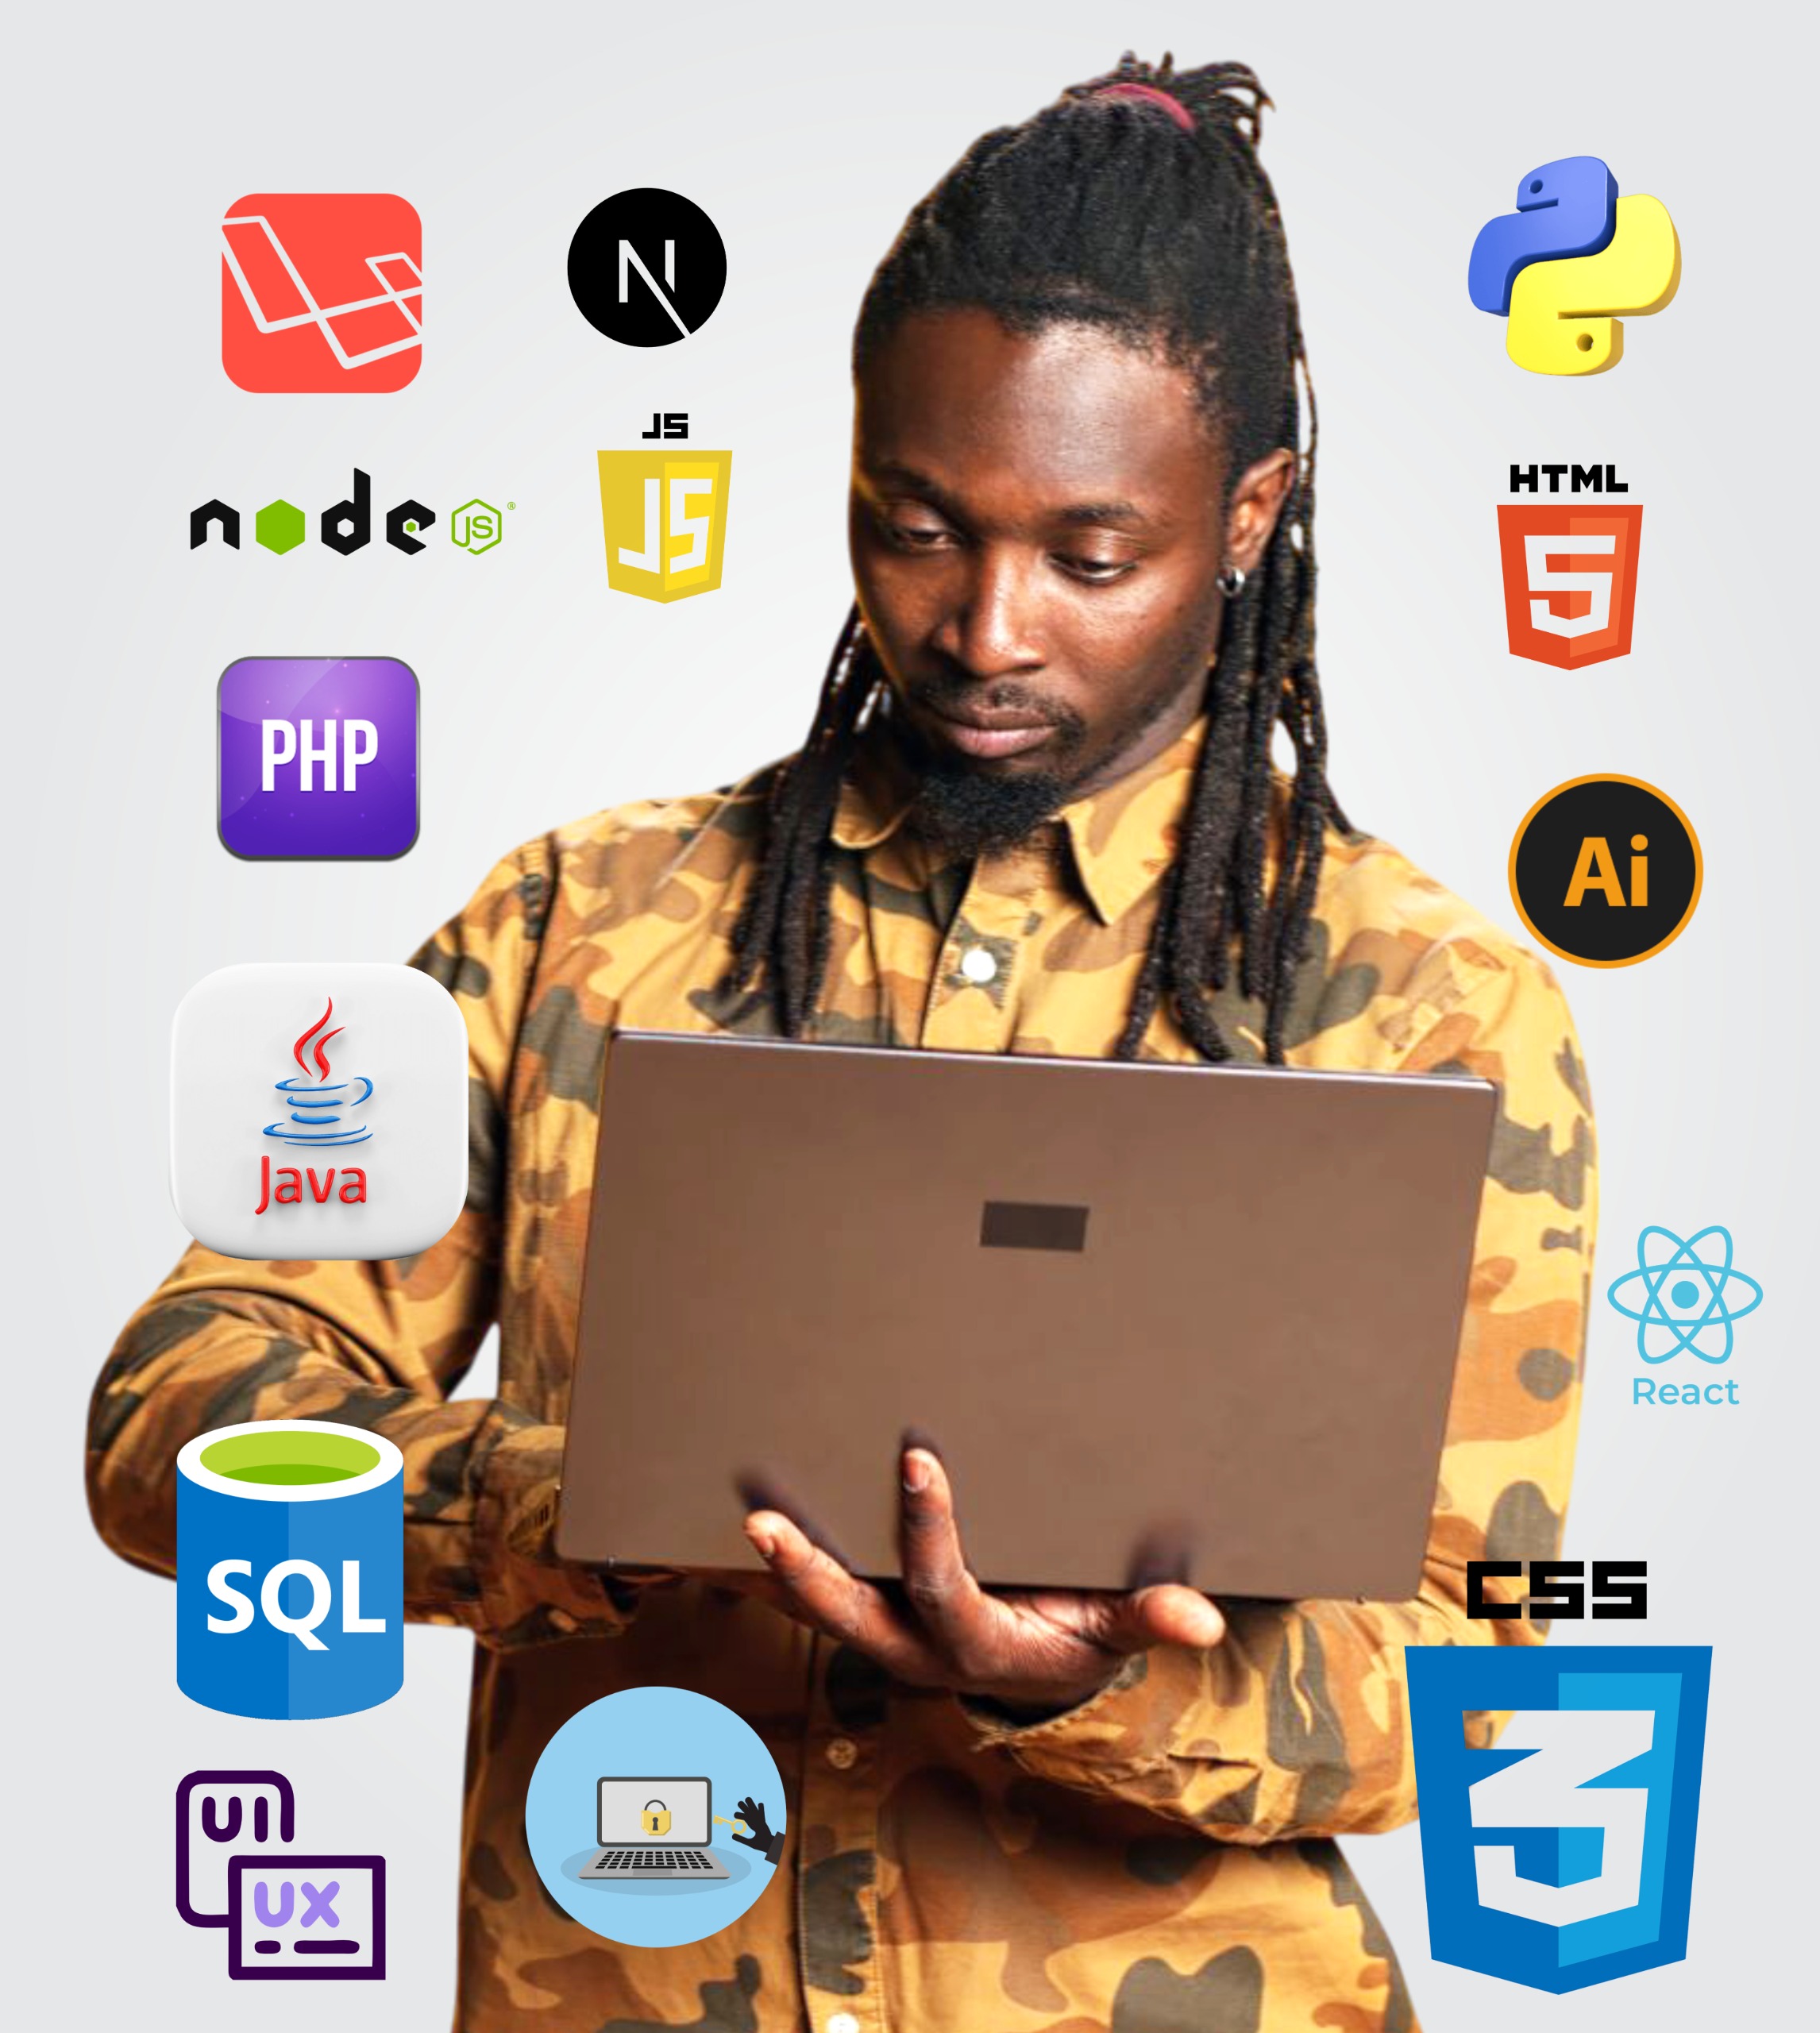 N
JS
JS
node JS ®
HTML
5
PHP
Ai
Java
React
SQL
CSS
3
UI
UX